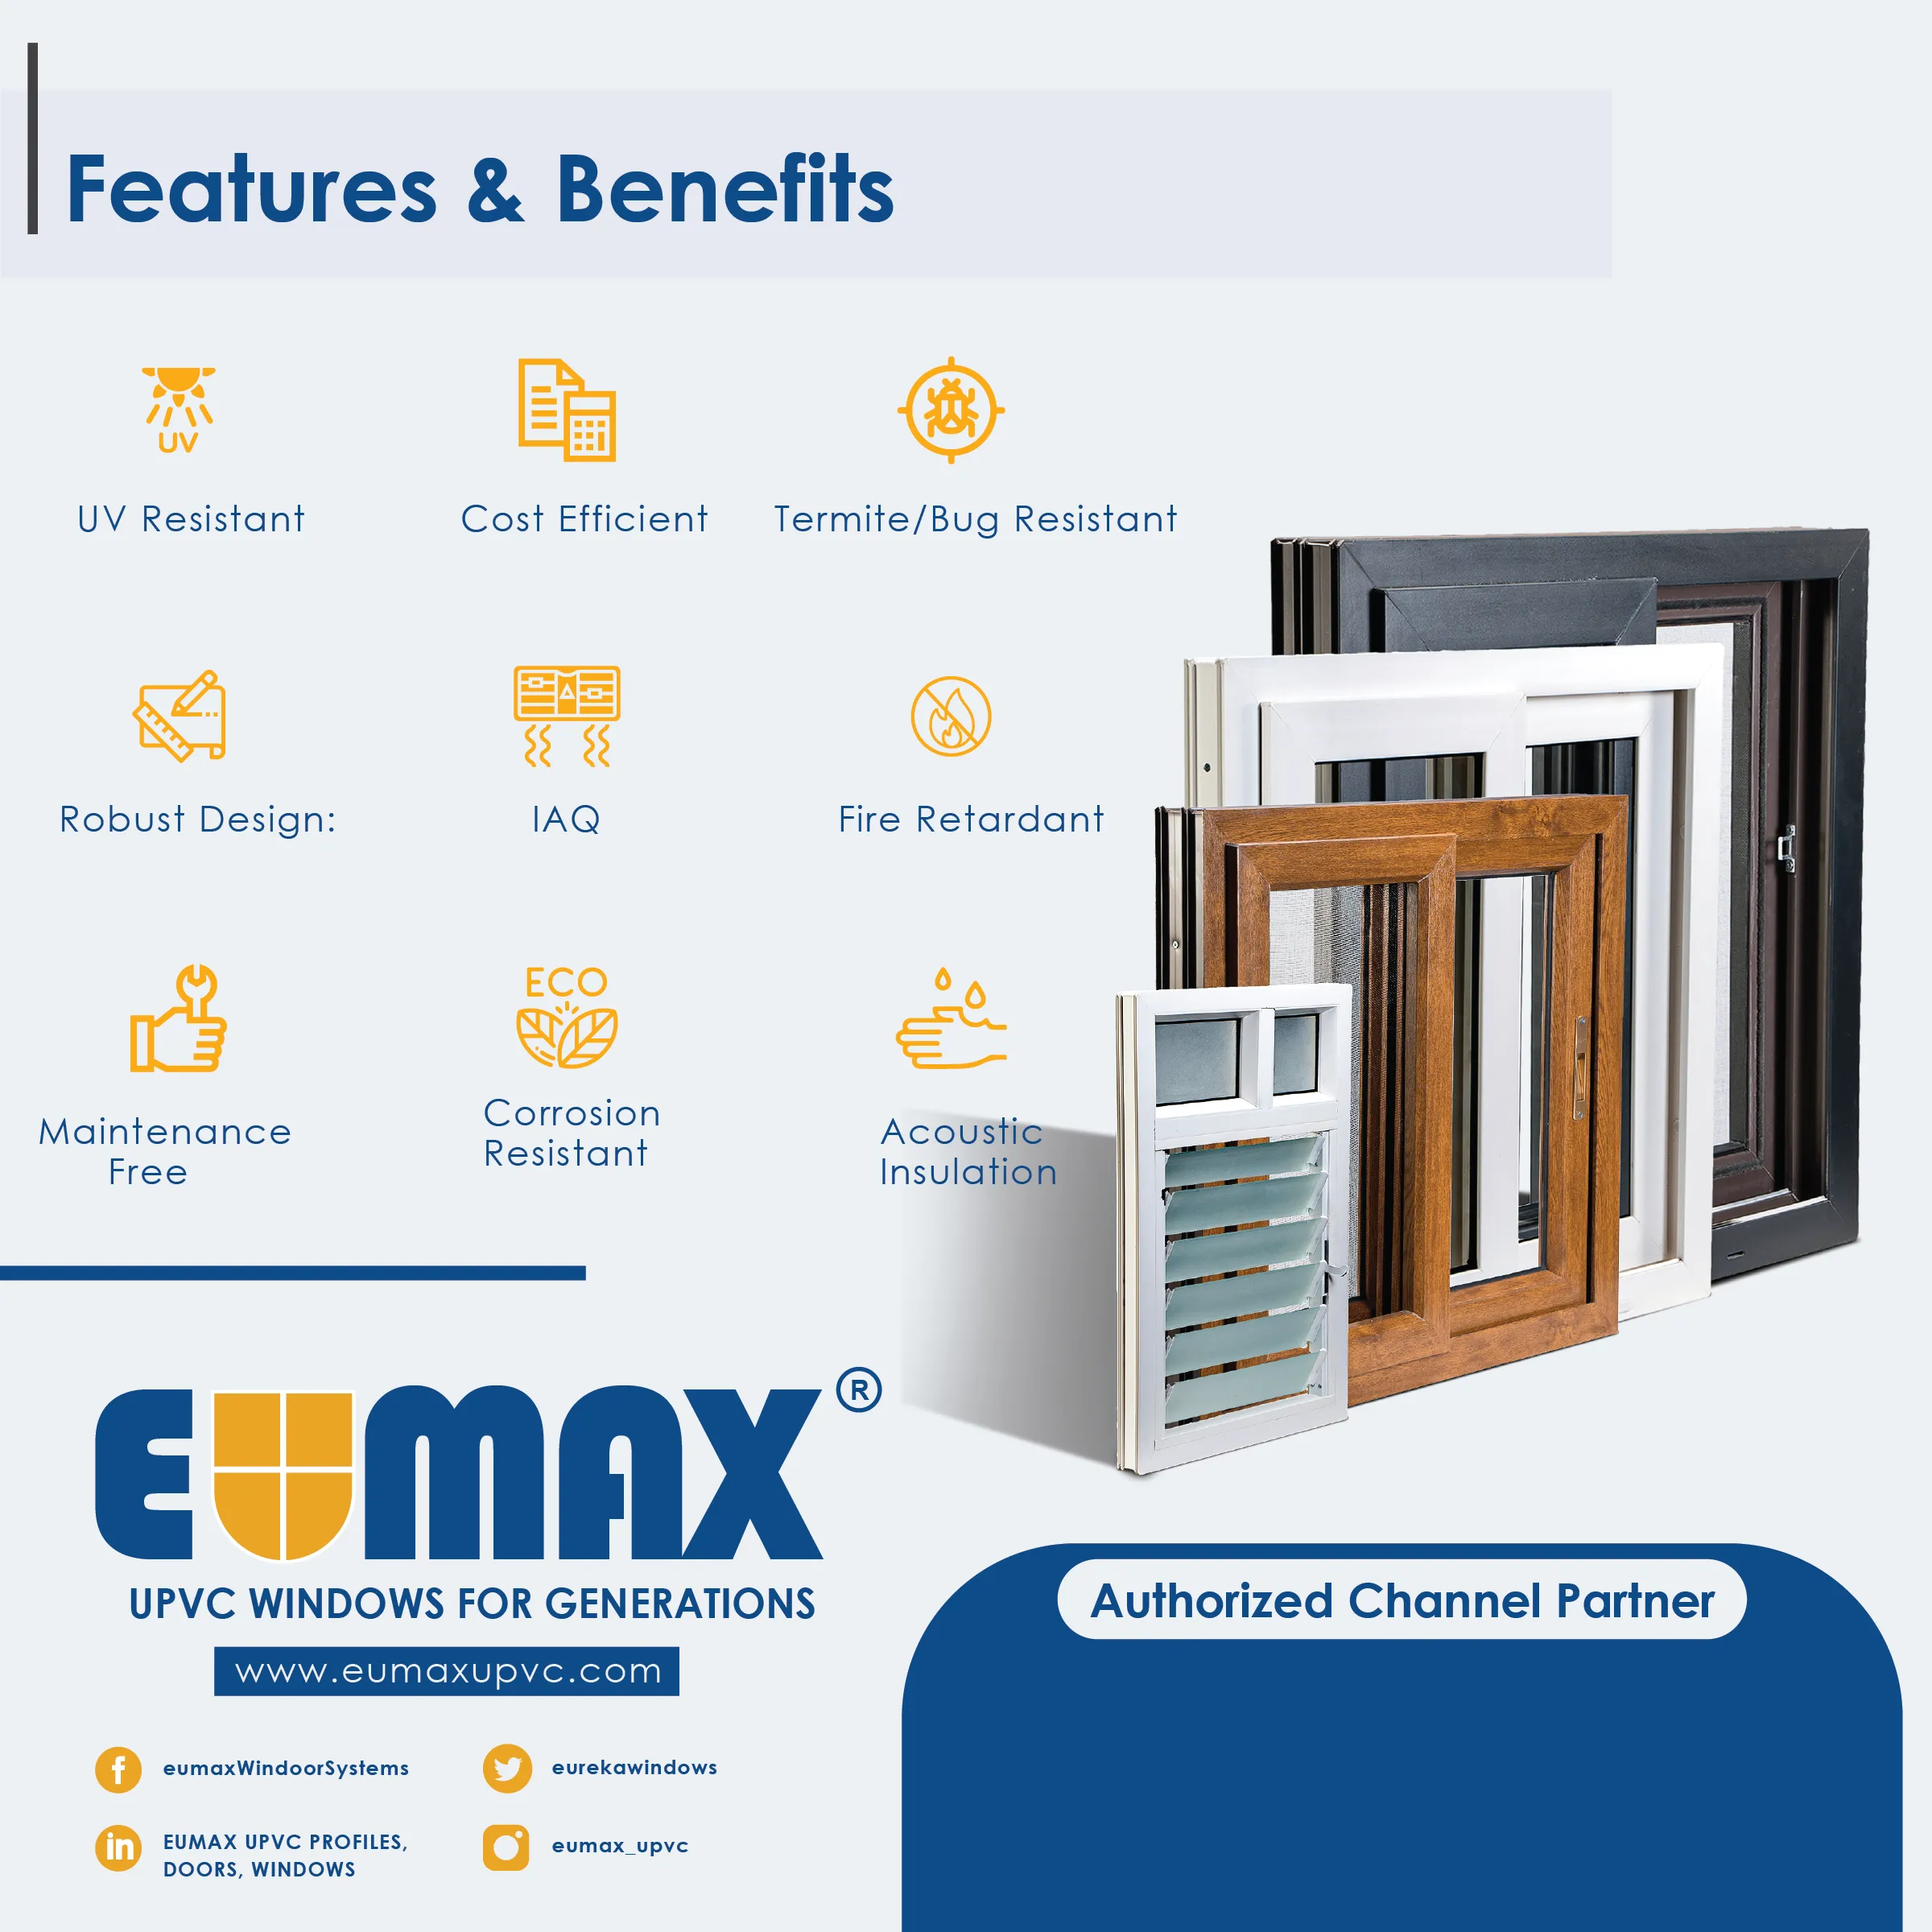 Features & Benefits
UV
UV Resistant
Cost Efficient
Termite/Bug Resistant
Robust Design:
IAQ
Fire Retardant
Maintenance
Free
ECO
Corrosion
Resistant
Acoustic
Insulation
EUMAX®
UPVC WINDOWS FOR GENERATIONS
www.eumaxupvc.com
Authorized Channel Partner
eumaxWindoorSystems
eurekawindows
in
EUMAX UPVC PROFILES,
DOORS, WINDOWS
eumax_upvc